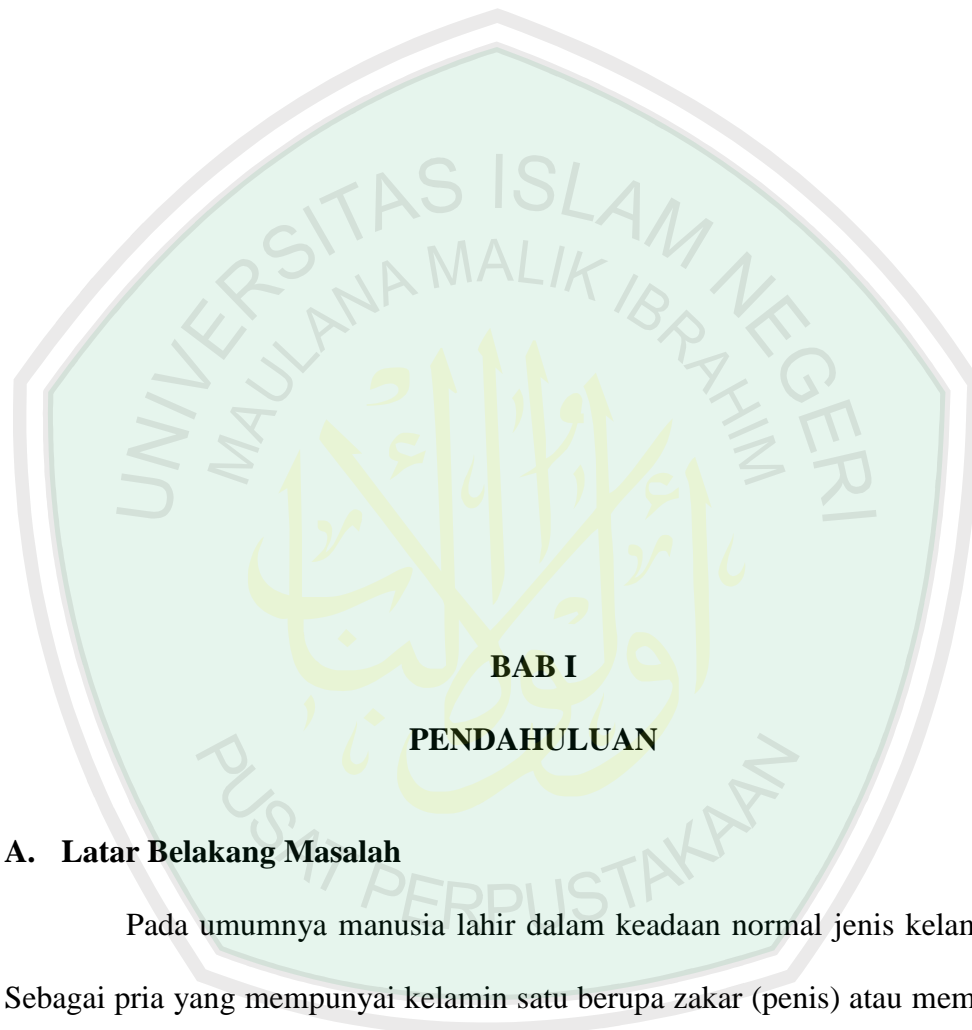 UNIVERSITAS ISLAM NEGERI
MAULANA MALIK IBRAHIM
BAB I
PENDAHULUAN
A. Latar Belakang Masalah
Pada umumnya manusia lahir dalam keadaan normal jenis
Sebagai pria yang mempunyai kelamin satu berupa zakar (penis) atau
PUSAT PERPUSTAKAAN